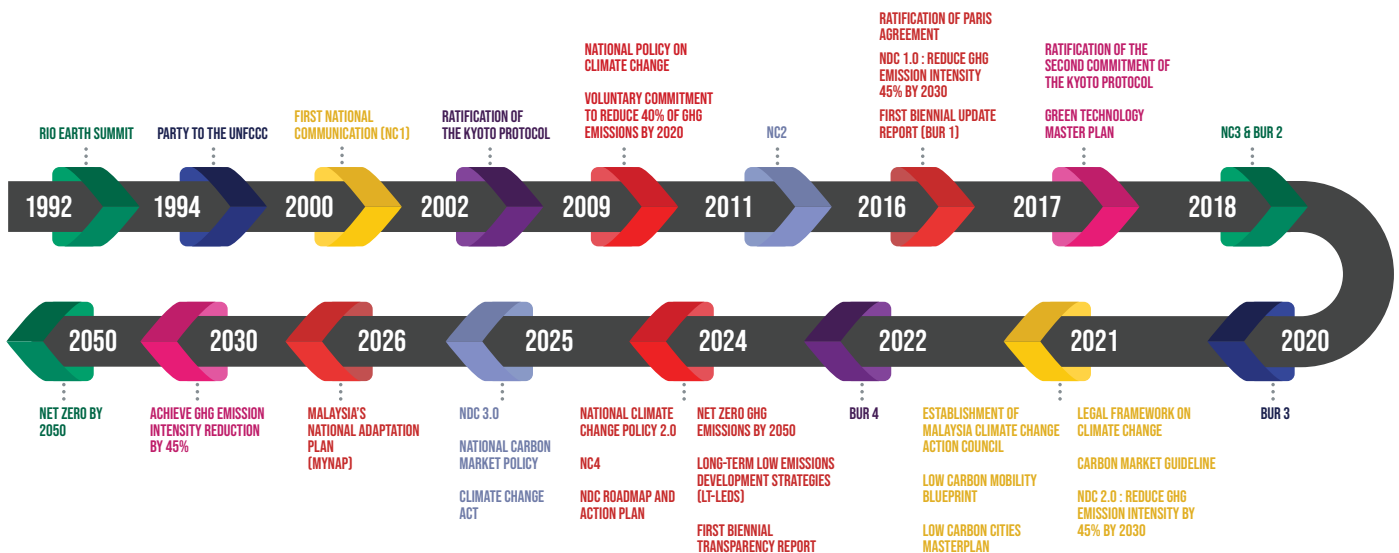 RIO EARTH SUMMIT
1992
PARTY TO THE UNFCCC
1994
FIRST NATIONAL
COMMUNICATION (NC1)
2000
RATIFICATION OF
THE KYOTO PROTOCOL
2002
NATIONAL POLICY ON
CLIMATE CHANGE
VOLUNTARY COMMITMENT
TO REDUCE 40% OF GHG
EMISSIONS BY 2020
2009
NC2
2011
RATIFICATION OF PARIS
AGREEMENT
NDC 1.0 : REDUCE GHG
EMISSION INTENSITY
45% BY 2030
FIRST BIENNIAL UPDATE
REPORT (BUR 1)
2016
RATIFICATION OF THE
SECOND COMMITMENT OF
THE KYOTO PROTOCOL
GREEN TECHNOLOGY
MASTER PLAN
2017
NC3 & BUR 2
2018
2020
BUR 3
2021
ESTABLISHMENT OF
MALAYSIA CLIMATE CHANGE
ACTION COUNCIL
LOW CARBON MOBILITY
BLUEPRINT
LOW CARBON CITIES
MASTERPLAN
LEGAL FRAMEWORK ON
CLIMATE CHANGE
CARBON MARKET GUIDELINE
NDC 2.0 : REDUCE GHG
EMISSION INTENSITY BY
45% BY 2030
2022
BUR 4
2024
NATIONAL CLIMATE
CHANGE POLICY 2.0
NC4
NDC ROADMAP AND
ACTION PLAN
NET ZERO GHG
EMISSIONS BY 2050
LONG-TERM LOW EMISSIONS
DEVELOPMENT STRATEGIES
(LT-LEDS)
FIRST BIENNIAL
TRANSPARENCY REPORT
2025
NDC 3.0
NATIONAL CARBON
MARKET POLICY
CLIMATE CHANGE
ACT
2026
MALAYSIA'S
NATIONAL ADAPTATION
PLAN
(MYNAP)
2030
ACHIEVE GHG EMISSION
INTENSITY REDUCTION
BY 45%
2050
NET ZERO BY
2050